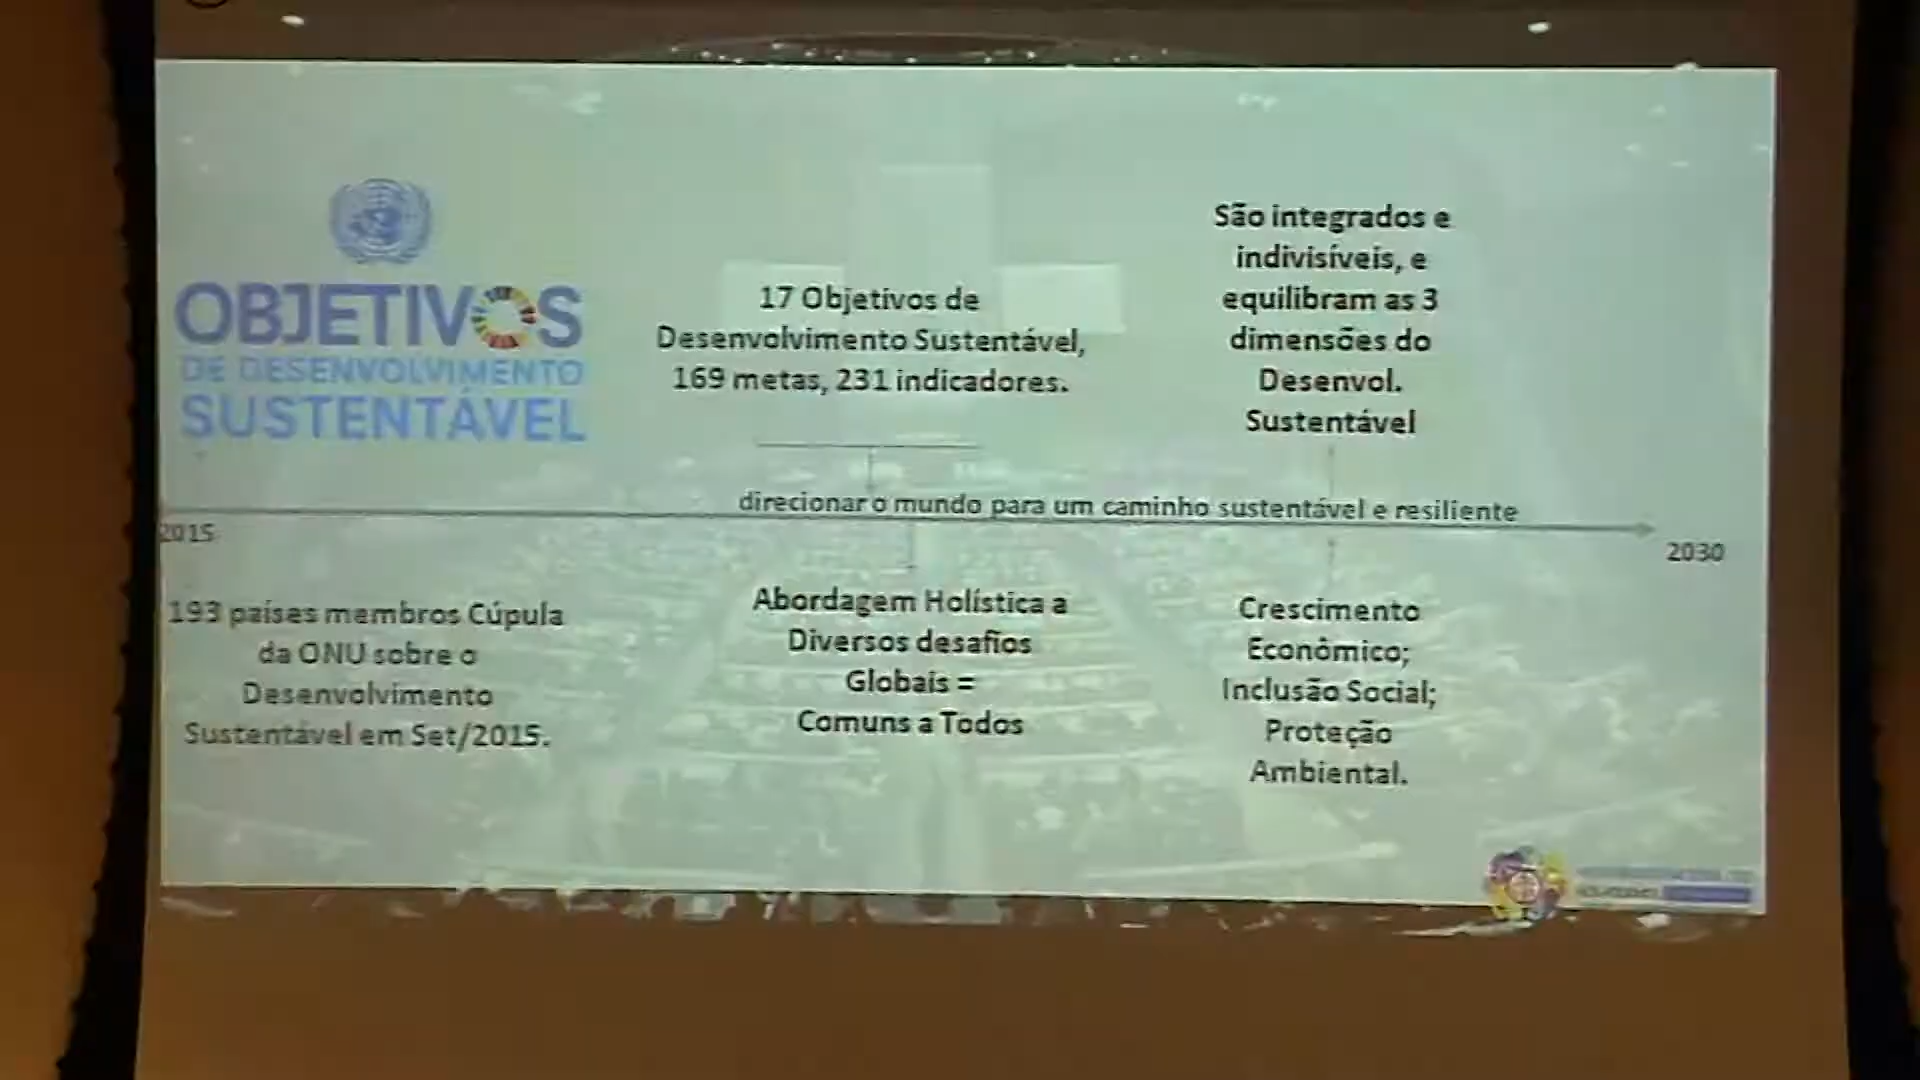 OBJETIVOS
DE DESENVOLVIMENTO
SUSTENTÁVEL
17 Objetivos de
Desenvolvimento Sustentável,
169 metas, 231 indicadores.
São integrados e
indivisíveis, e
equilibram as 3
dimensões do
Desenvol.
Sustentável
direcionar o mundo para um caminho sustentável e resiliente
2015
2030
193 países membros Cúpula
da ONU sobre o
Desenvolvimento
Sustentável em Set/2015.
Abordagem Holística a
Diversos desafios
Globais =
Comuns a Todos
Crescimento
Econômico;
Inclusão Social;
Proteção
Ambiental.